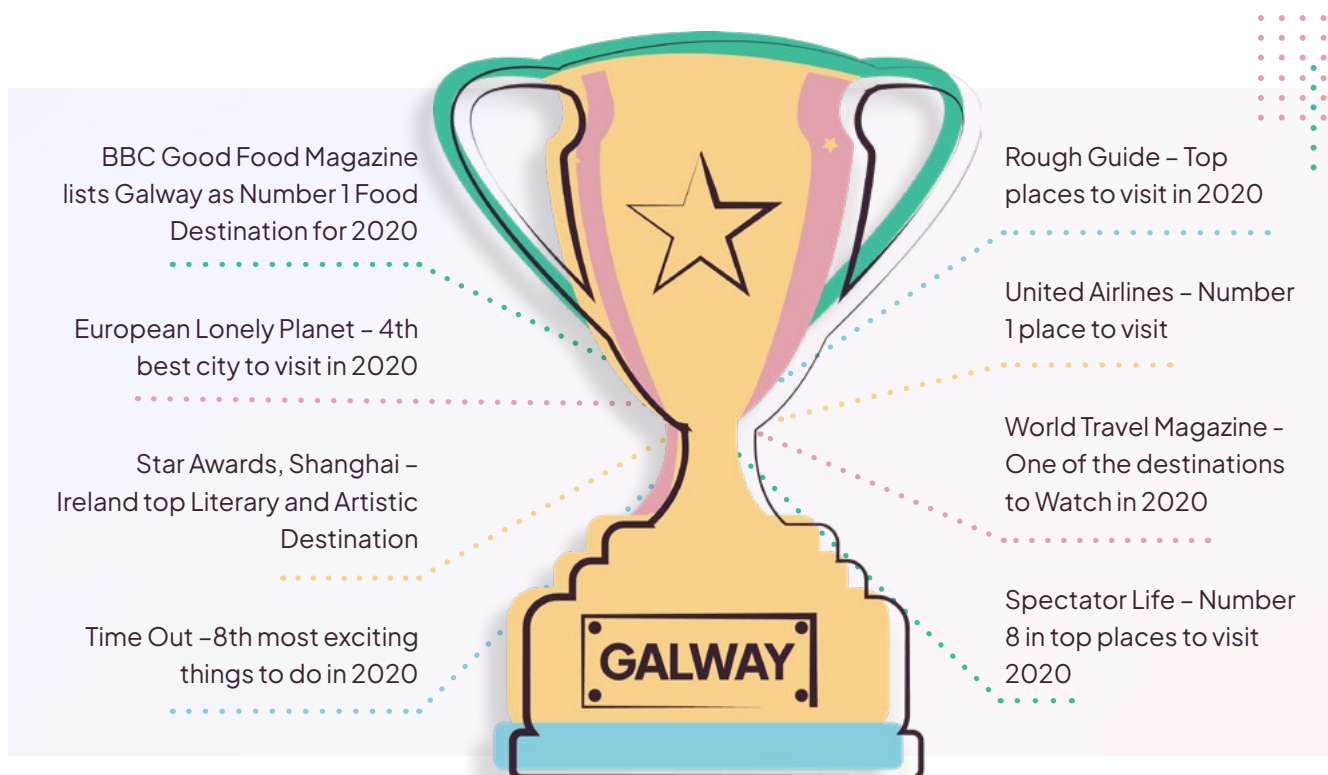 BBC Good Food Magazine
lists Galway as Number 1 Food
Destination for 2020
European Lonely Planet – 4th
best city to visit in 2020
Star Awards, Shanghai –
Ireland top Literary and Artistic
Destination
Time Out –8th most exciting
things to do in 2020
GALWAY
Rough Guide – Top
places to visit in 2020
United Airlines – Number
1 place to visit
World Travel Magazine -
One of the destinations
to Watch in 2020
Spectator Life – Number
8 in top places to visit
2020